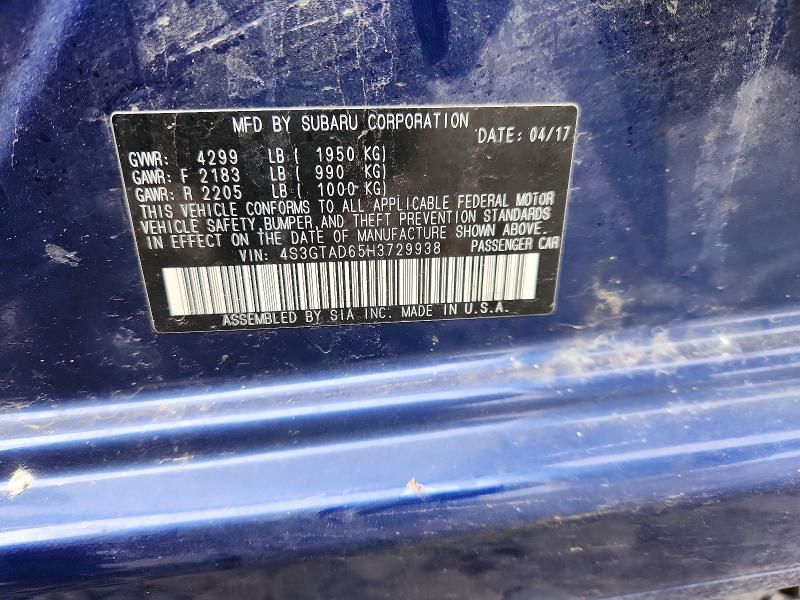 MFD BY SUBARU CORPORATION DATE: 04/17
GVWR: 4299 LB( 1950 KG)
GAWR: F 2183 LB( 990 KG)
GAWR: R 2205 LB( 1000 KG)
THIS VEHICLE CONFORMS TO ALL APPLICABLE FEDERAL MOTOR
VEHICLE SAFETY,BUMPER,AND THEFT PREVENTION STANDARDS
IN EFFECT ON THE DATE OF MANUFACTURE SHOWN ABOVE.
VIN: 4S3GTAD65H3729938 PASSENGER CAR
ASSEMBLED BY SIA INC. MADE IN U.S.A.